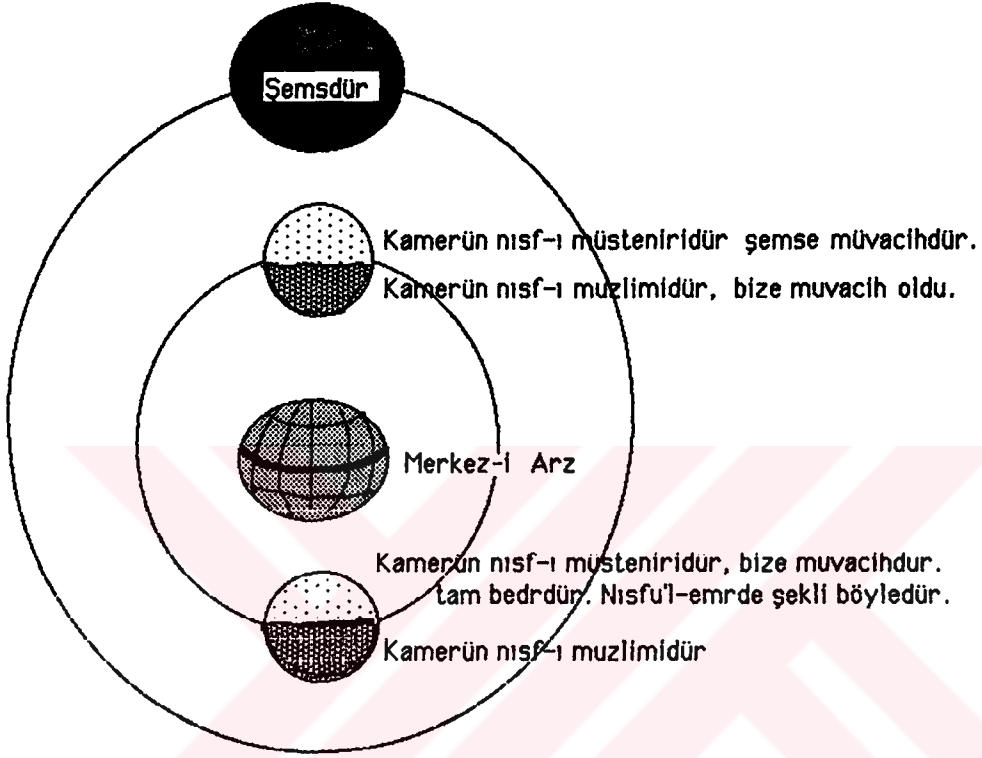 Şemsdür
Kamerün nısf-ı müsteniridür şemse müvacihdür.
Kamerün nısf-ı muzlimidür, bize muvacih oldu.
Merkez-i Arz
Kamerün nısf-ı müsteniridür, bize muvacihdur.
tam bedrdür. Nısfu'l-emrde şekli böyledür.
Kamerün nısf-ı muzlimidür